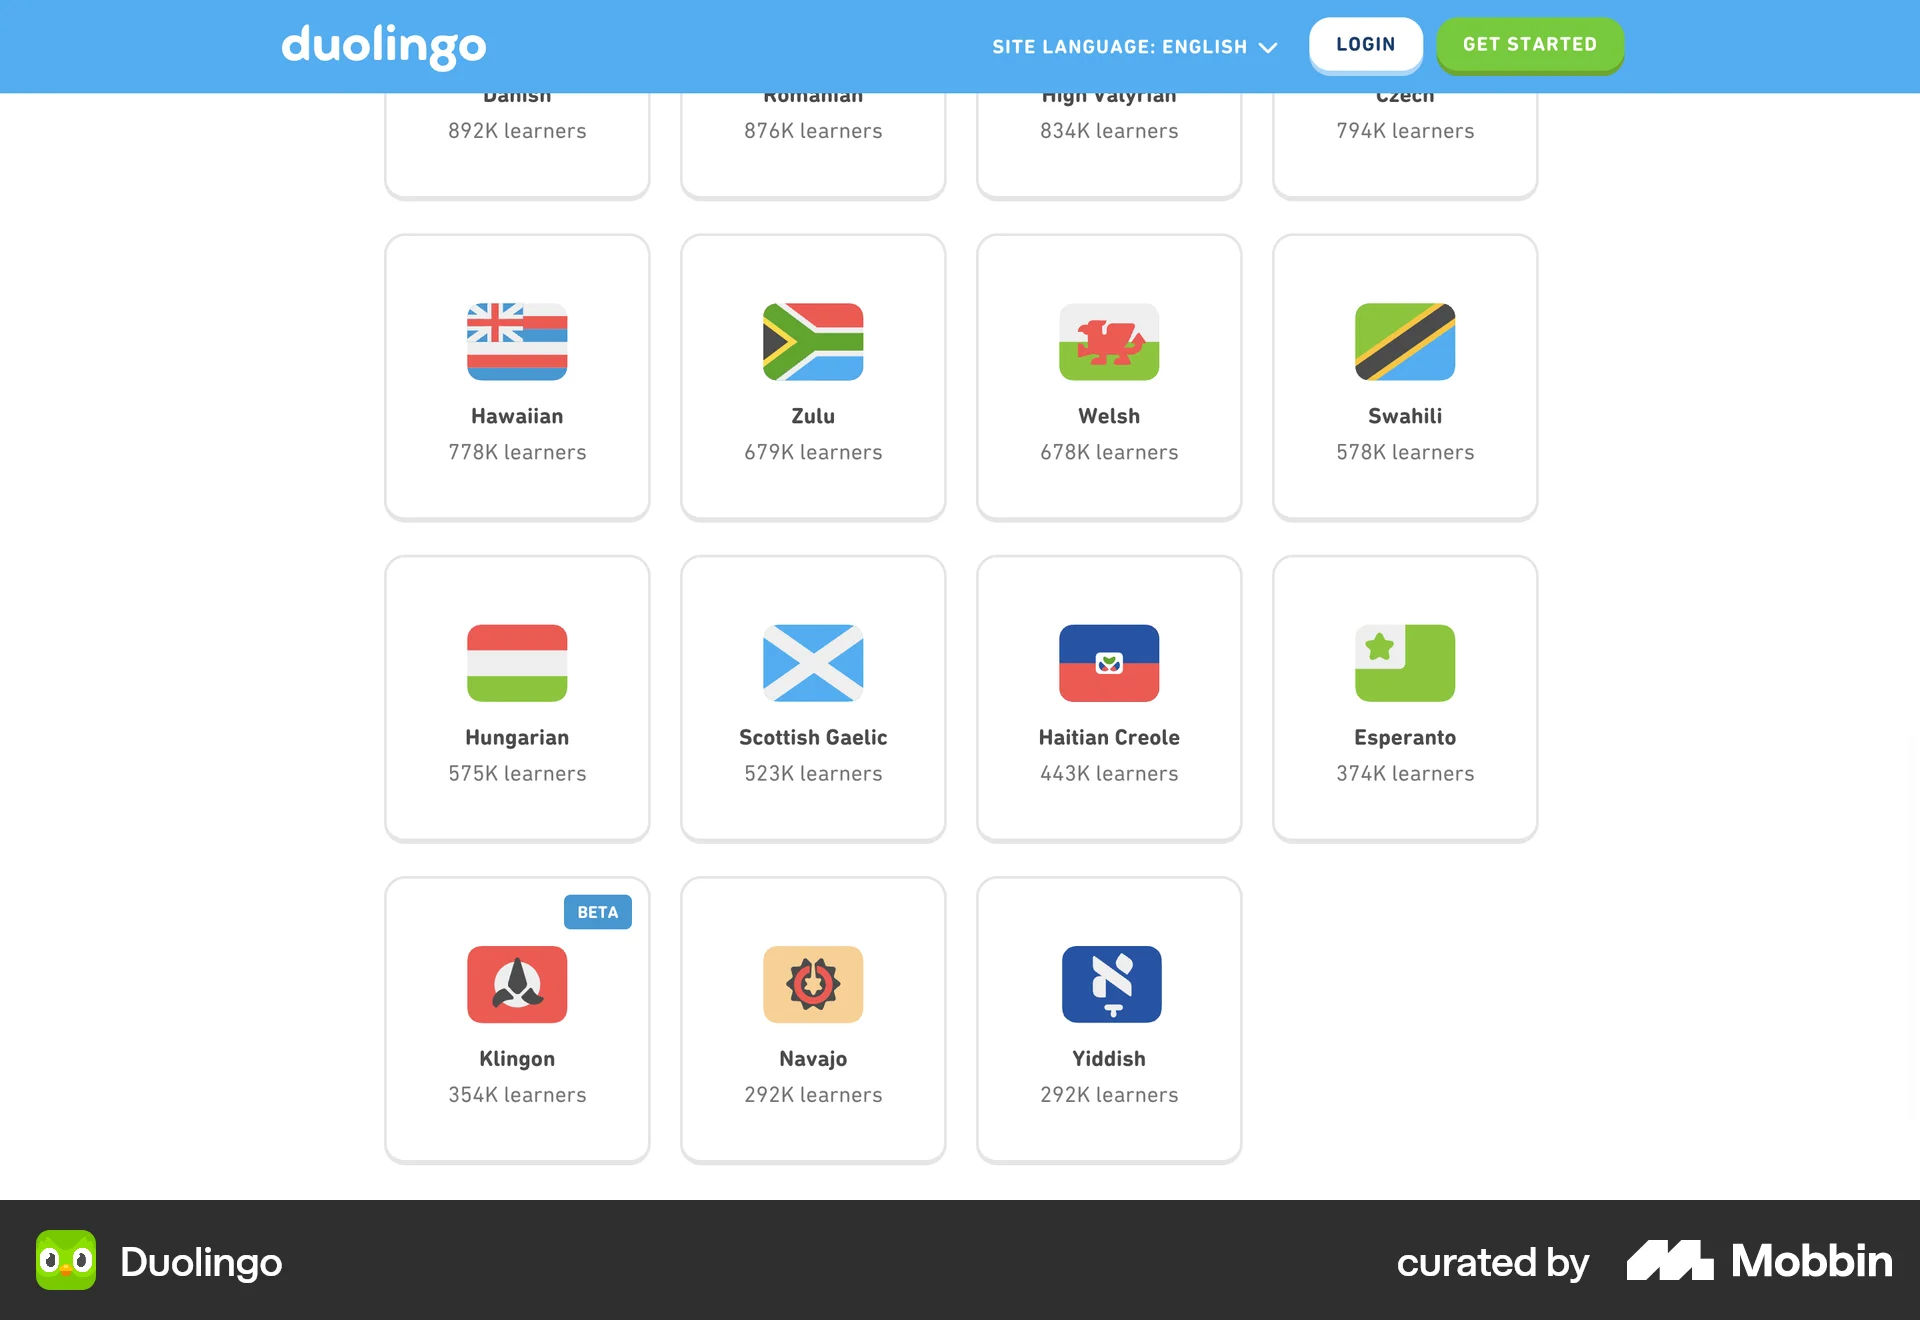 duolingo
SITE LANGUAGE: ENGLISH
LOGIN
GET STARTED
Danish
Romanian
High Valyrian
Czech
892K learners
876K learners
834K learners
794K learners
Hawaiian
Zulu
Welsh
Swahili
778K learners
679K learners
678K learners
578K learners
Hungarian
Scottish Gaelic
Haitian Creole
Esperanto
575K learners
523K learners
443K learners
374K learners
BETA
Klingon
Navajo
Yiddish
354K learners
292K learners
292K learners
Duolingo
curated by
Mobbin